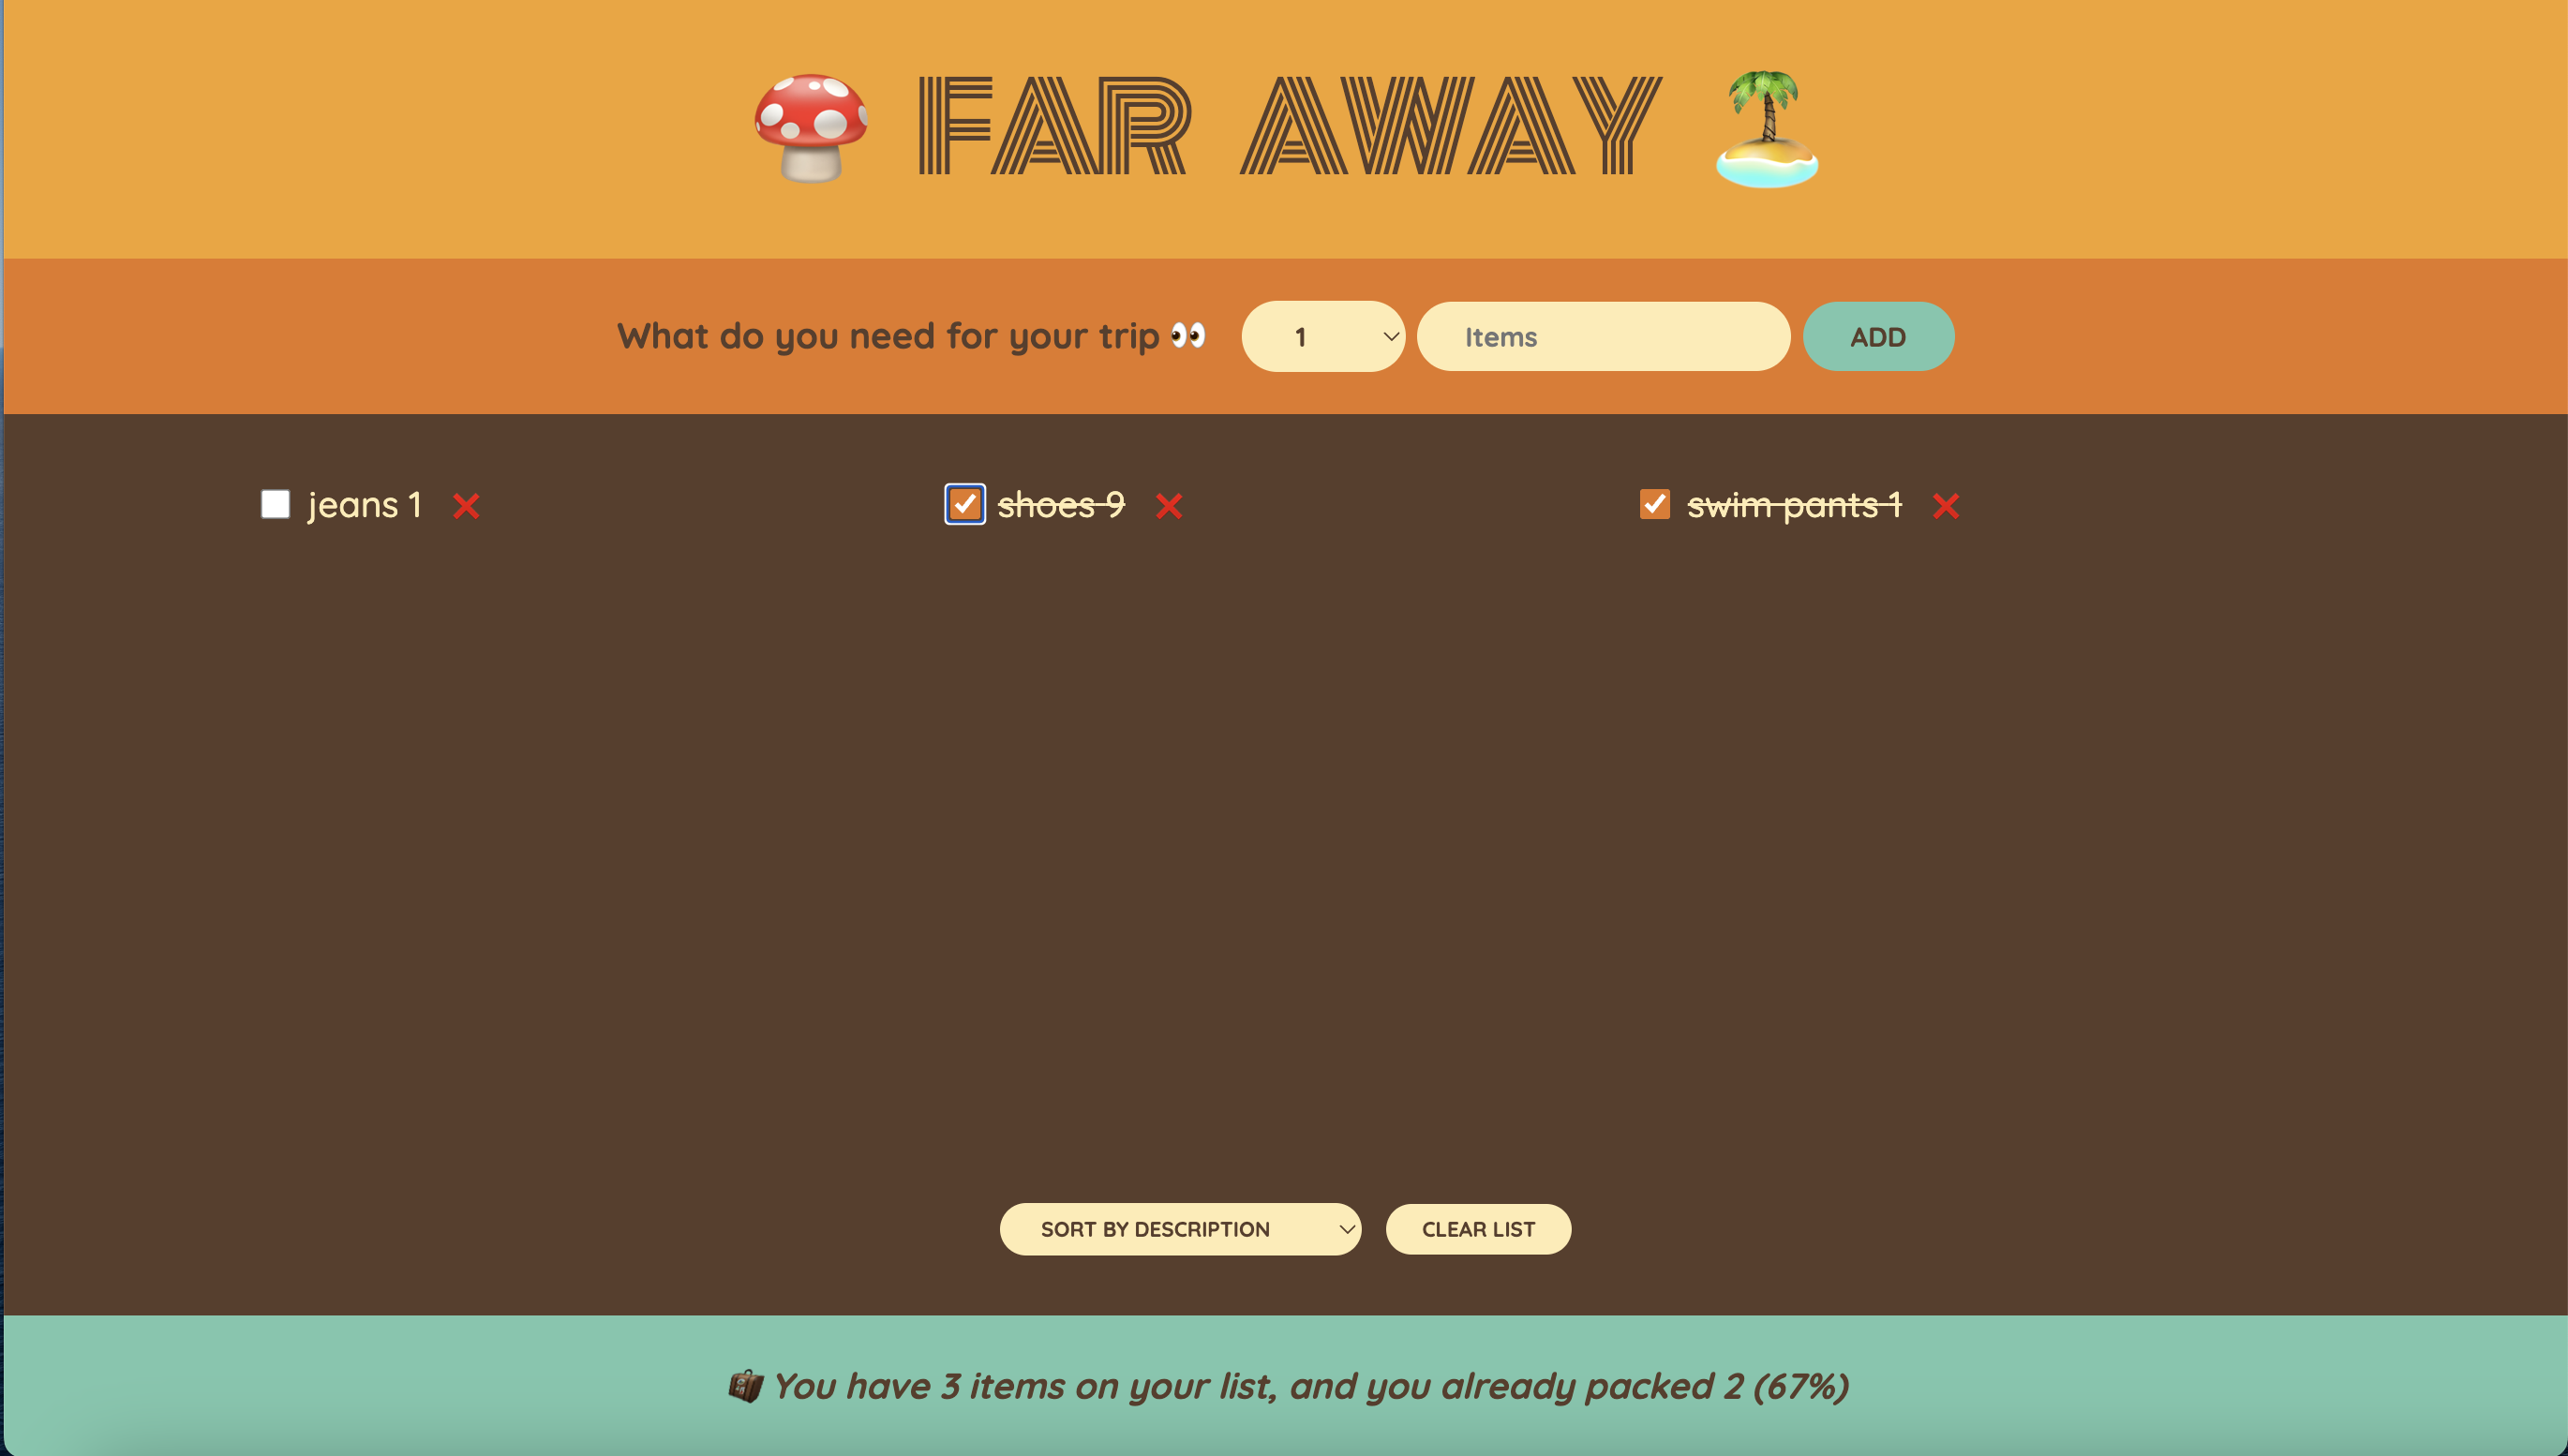 FAR AWAY
What do you need for your trip 👀 1 Items ADD
jeans 1 ❌ shoes 9 ❌ swim pants 1 ❌
SORT BY DESCRIPTION CLEAR LIST
You have 3 items on your list, and you already packed 2 (67%)